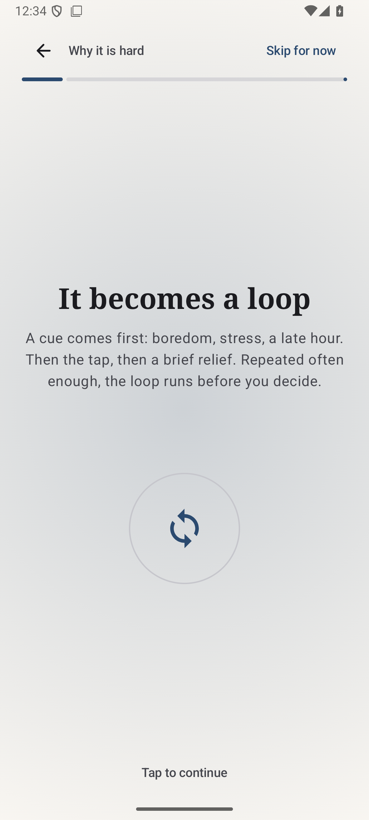 12:34
Why it is hard
Skip for now
It becomes a loop
A cue comes first: boredom, stress, a late hour.
Then the tap, then a brief relief. Repeated often
enough, the loop runs before you decide.
Tap to continue